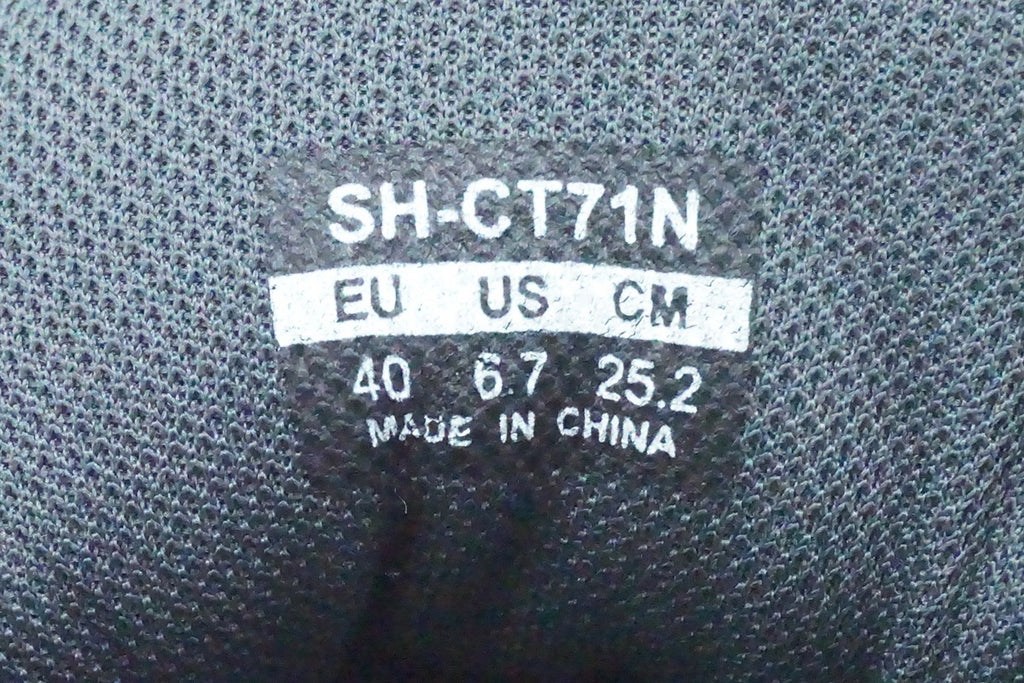 SH-CT71N
EU US CM
40 6.7 25.2
MADE IN CHINA